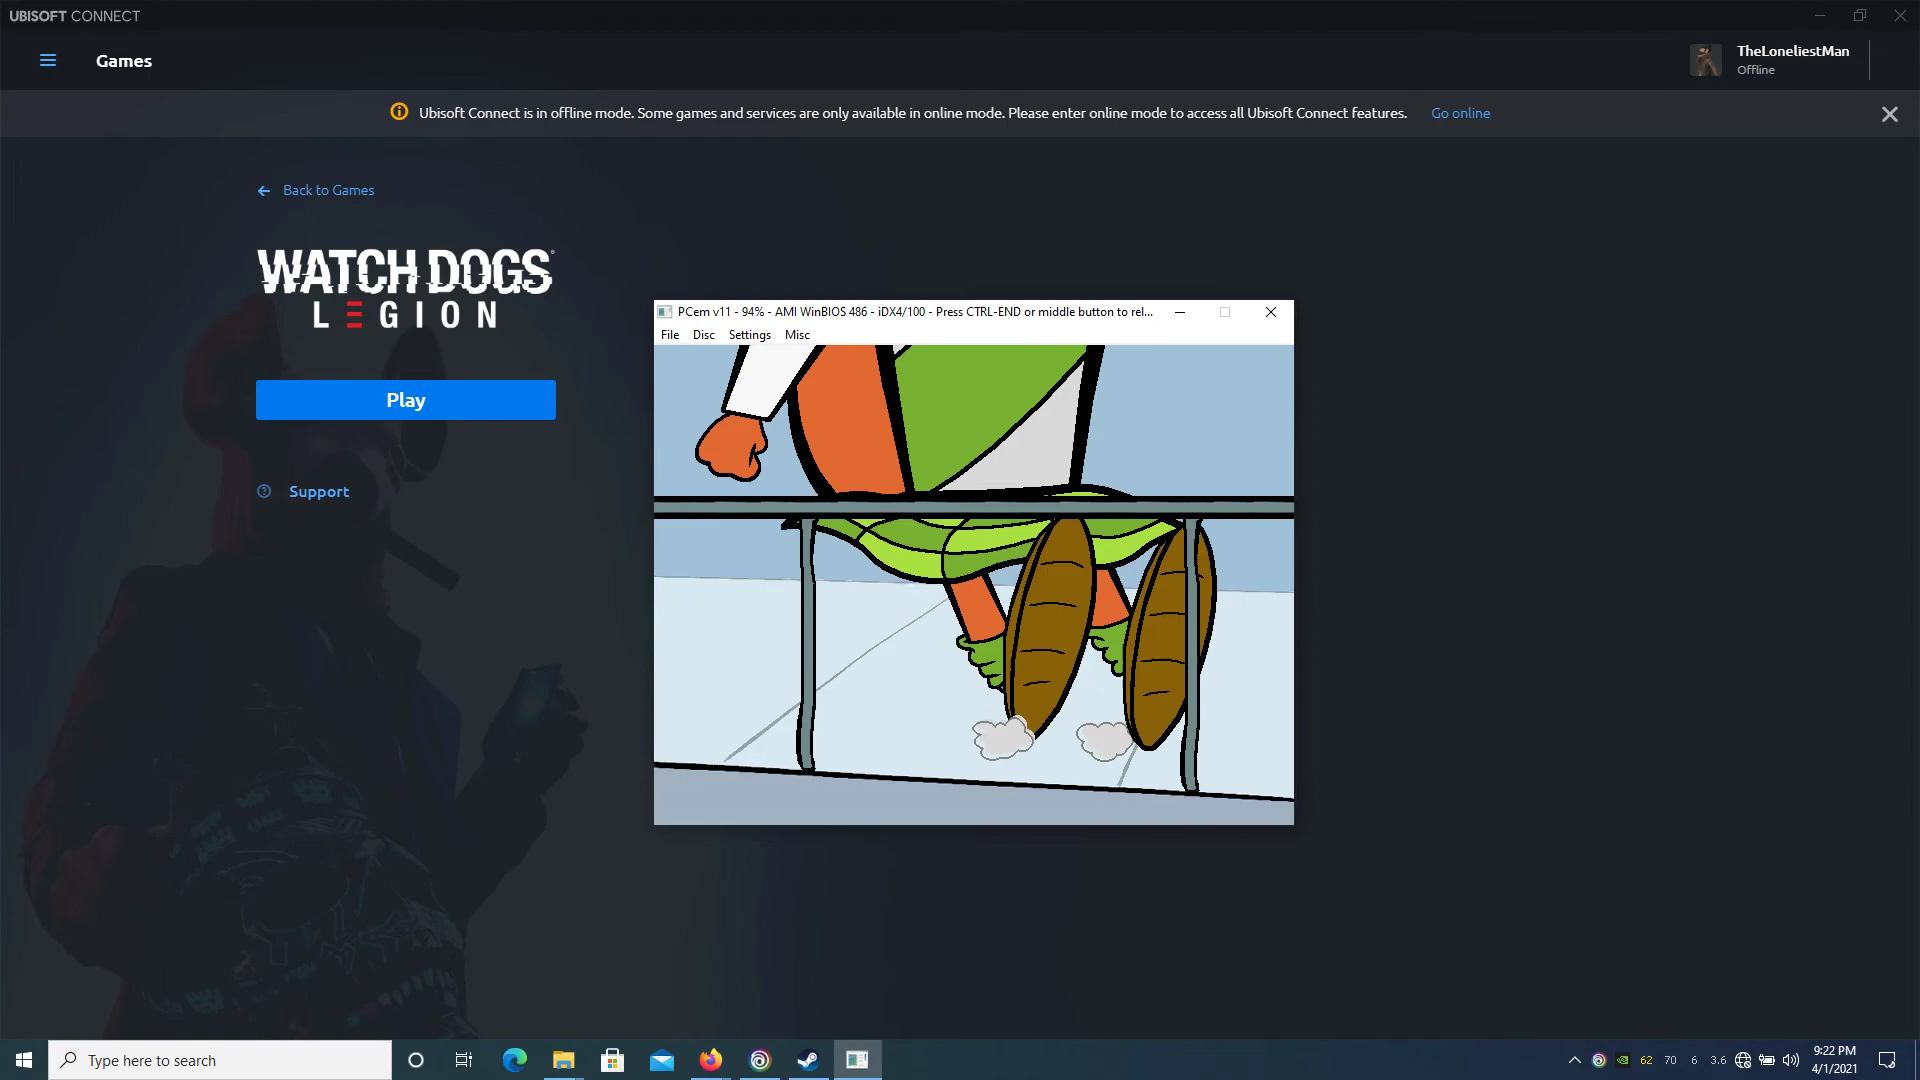 UBISOFT CONNECT
Games
TheLoneliestMan
Offline
Ubisoft Connect is in offline mode. Some games and services are only available in online mode. Please enter online mode to access all Ubisoft Connect features. Go online
Back to Games
WATCH DOGS
LEGION
Play
Support
PCem v11 - 94% - AMI WinBIOS 486 - iDX4/100 - Press CTRL-END or middle button to rel...
File Disc Settings Misc
Type here to search
62 70 6 3.6
9:22 PM
4/1/2021